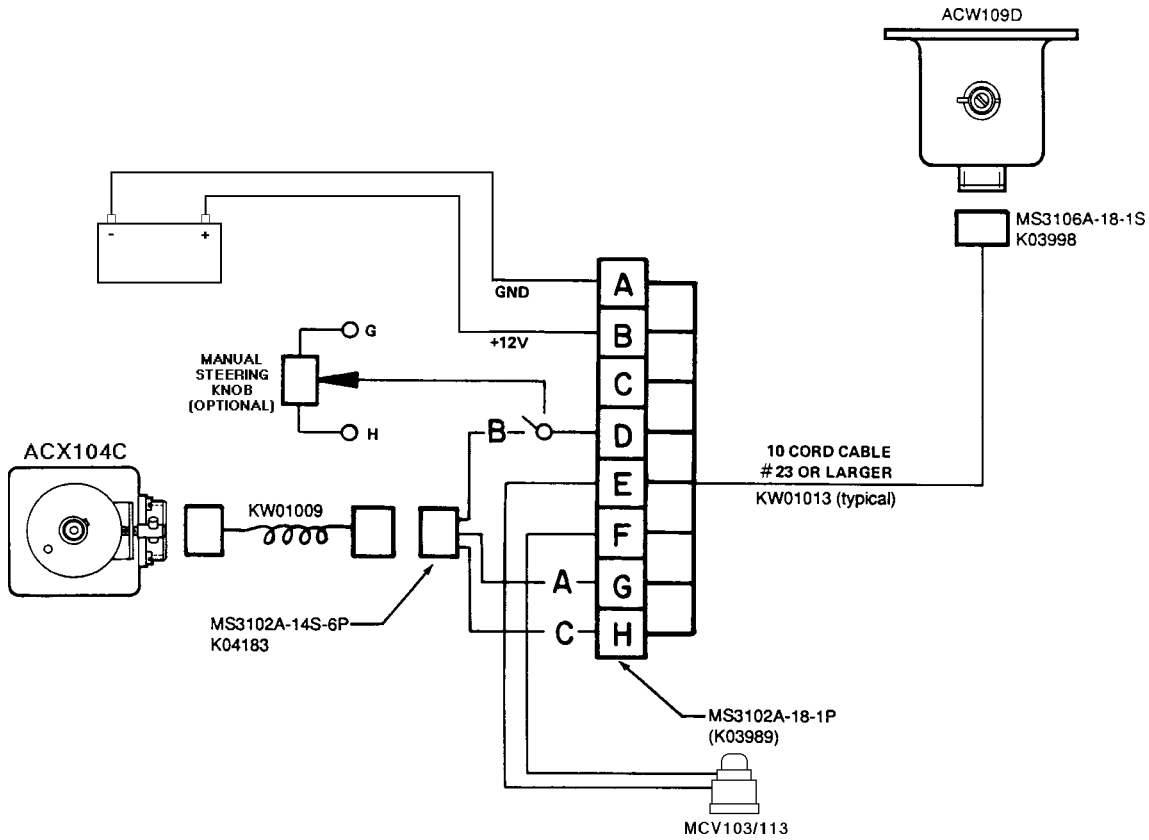 ACW109D
MS3106A-18-1S
K03998
-
+
GND
+12V
A
B
C
D
E
F
G
H
G
MANUAL
STEERING
KNOB
(OPTIONAL)
H
B
10 CORD CABLE
#23 OR LARGER
KW01013 (typical)
ACX104C
KW01009
A
C
MS3102A-14S-6P
K04183
MS3102A-18-1P
(K03989)
MCV103/113